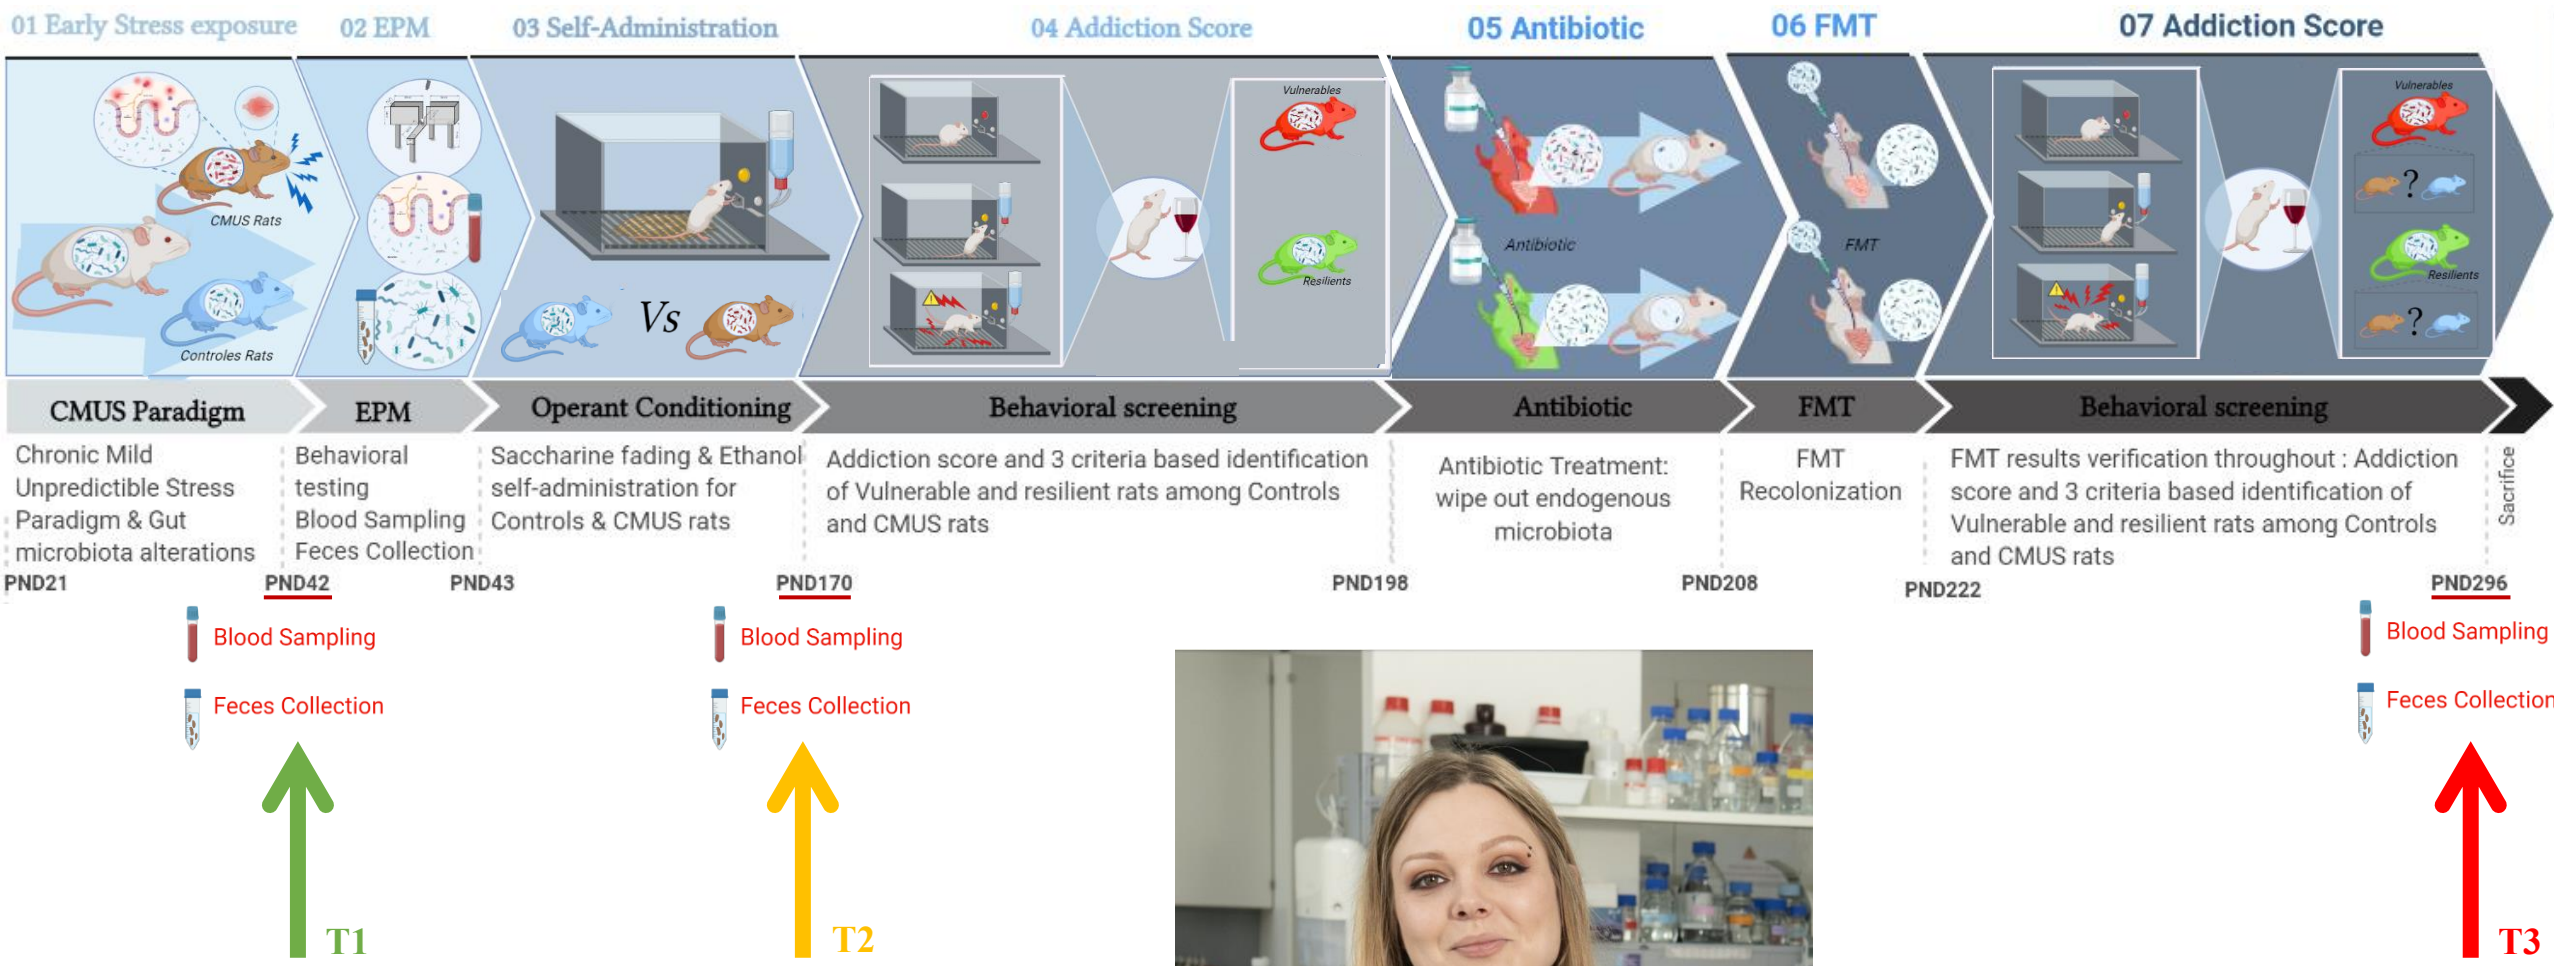 01 Early Stress exposure
02 EPM
03 Self-Administration
04 Addiction Score
05 Antibiotic
06 FMT
07 Addiction Score
CMUS Rats
Controles Rats
Vs
Vulnerables
Resilients
Antibiotic
FMT
Vulnerables
?
Resilients
?
CMUS Paradigm
EPM
Operant Conditioning
Behavioral screening
Antibiotic
FMT
Behavioral screening
Chronic Mild
Unpredictible Stress
Paradigm & Gut
microbiota alterations
Behavioral
testing
Blood Sampling
Feces Collection
Saccharine fading & Ethanol
self-administration for
Controls & CMUS rats
Addiction score and 3 criteria based identification
of Vulnerable and resilient rats among Controls
and CMUS rats
Antibiotic Treatment:
wipe out endogenous
microbiota
FMT
Recolonization
FMT results verification throughout : Addiction
score and 3 criteria based identification of
Vulnerable and resilient rats among Controls
and CMUS rats
Sacrifice
PND21
PND42
PND43
PND170
PND198
PND208
PND222
PND296
Blood Sampling
Feces Collection
Blood Sampling
Feces Collection
Blood Sampling
Feces Collection
T1
T2
T3